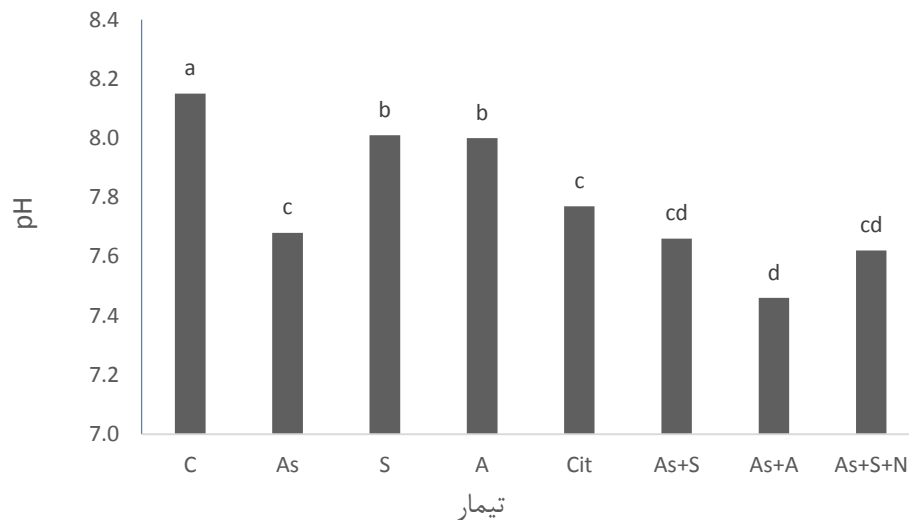 8.4
8.2
8.0
7.8
7.6
7.4
7.2
7.0
pH
a
c
b
b
c
cd
d
cd
C As S A Cit As+S As+A As+S+N
تیمار